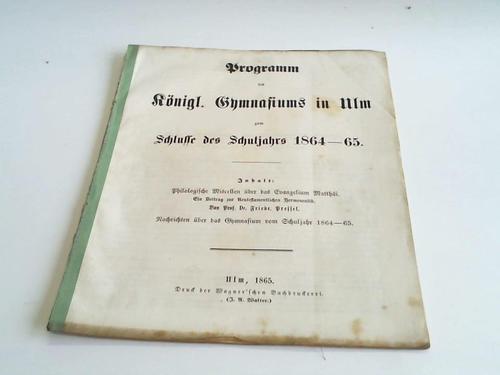 Programm
des
Königl. Gymnasiums in Ulm
zum
Schlusse des Schuljahrs 1864—65.
Inhalt:
Philologische Miscellen über das Evangelium Matthäi.
Ein Beitrag zur Neutestamentlichen Hermeneutik.
Von Prof. Dr. Friedr. Pressel.
Nachrichten über das Gymnasium vom Schuljahr 1864—65.
Ulm, 1865.
Druck der Wagner'schen Buchdruckerei.
(J. A. Walter.)